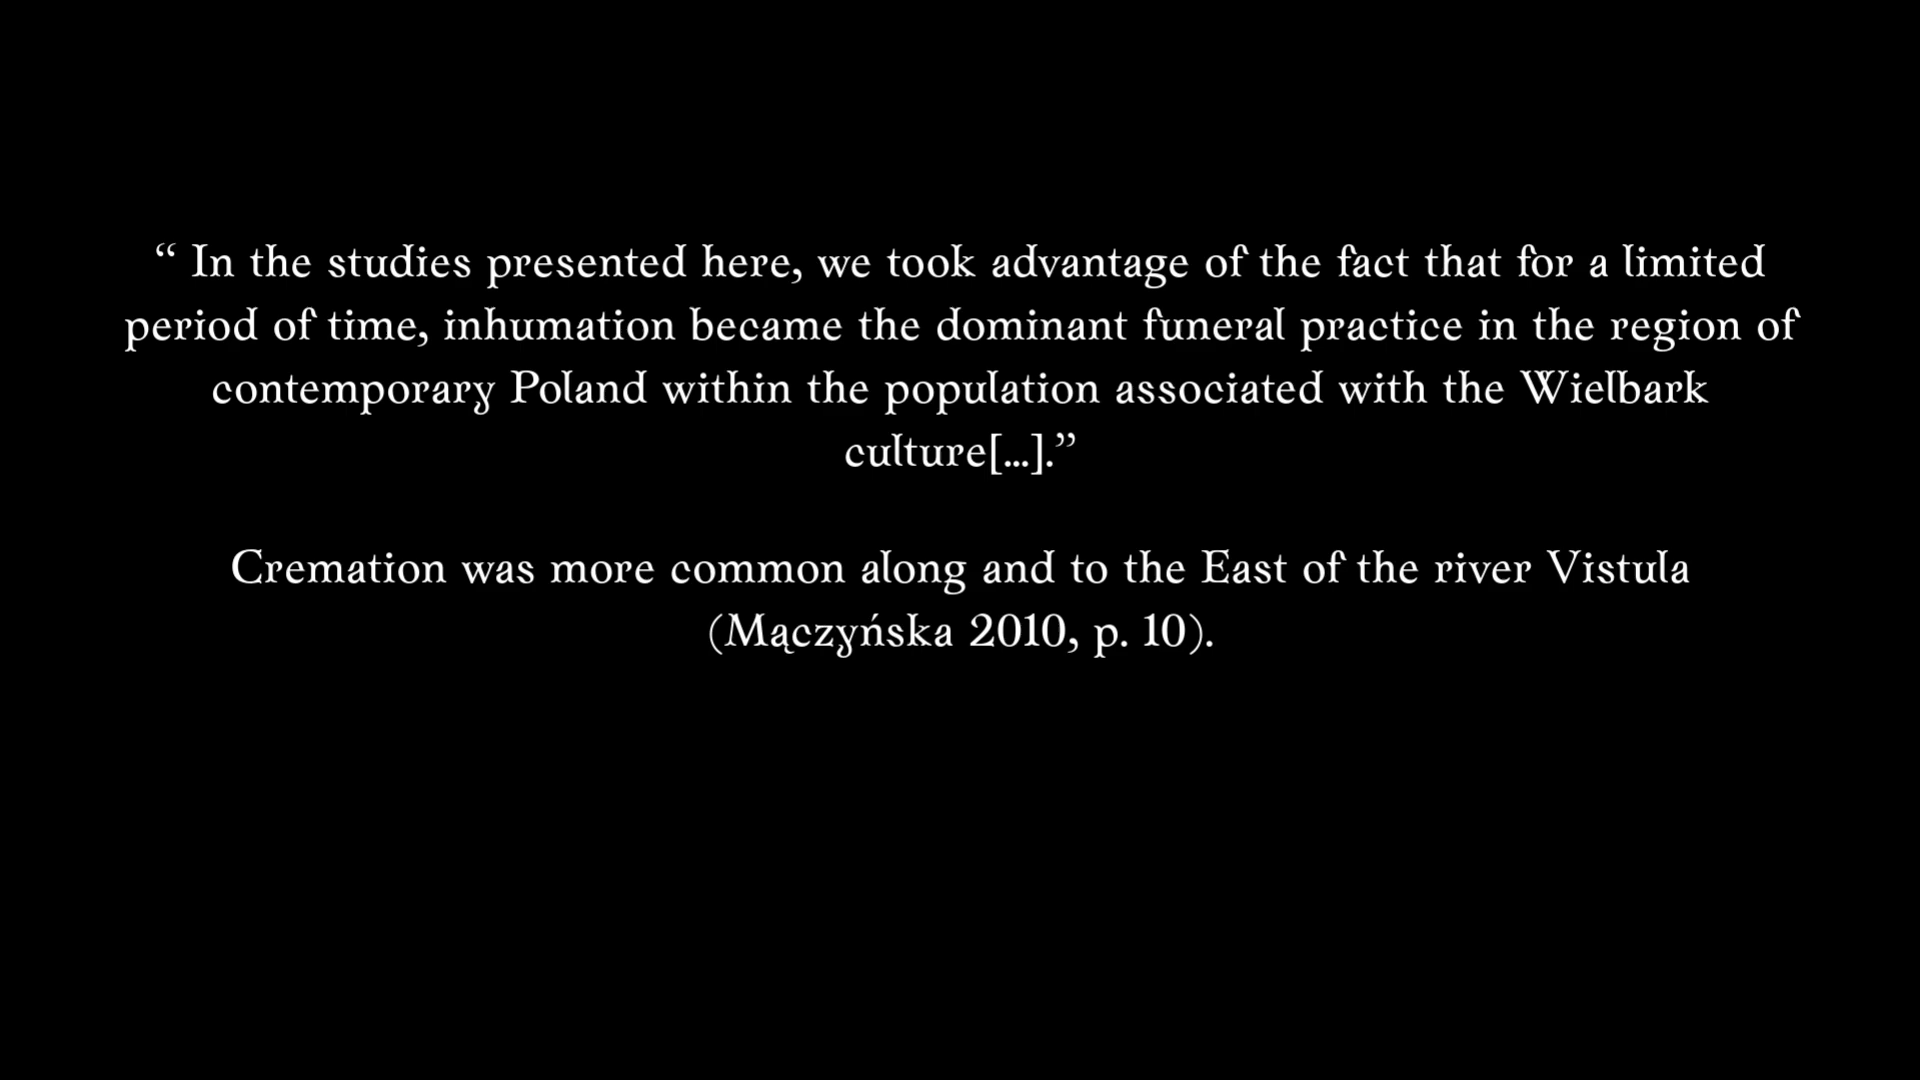 “ In the studies presented here, we took advantage of the fact that for a limited
period of time, inhumation became the dominant funeral practice in the region of
contemporary Poland within the population associated with the Wielbark
culture[...].”
Cremation was more common along and to the East of the river Vistula
(Mączyńska 2010, p. 10).